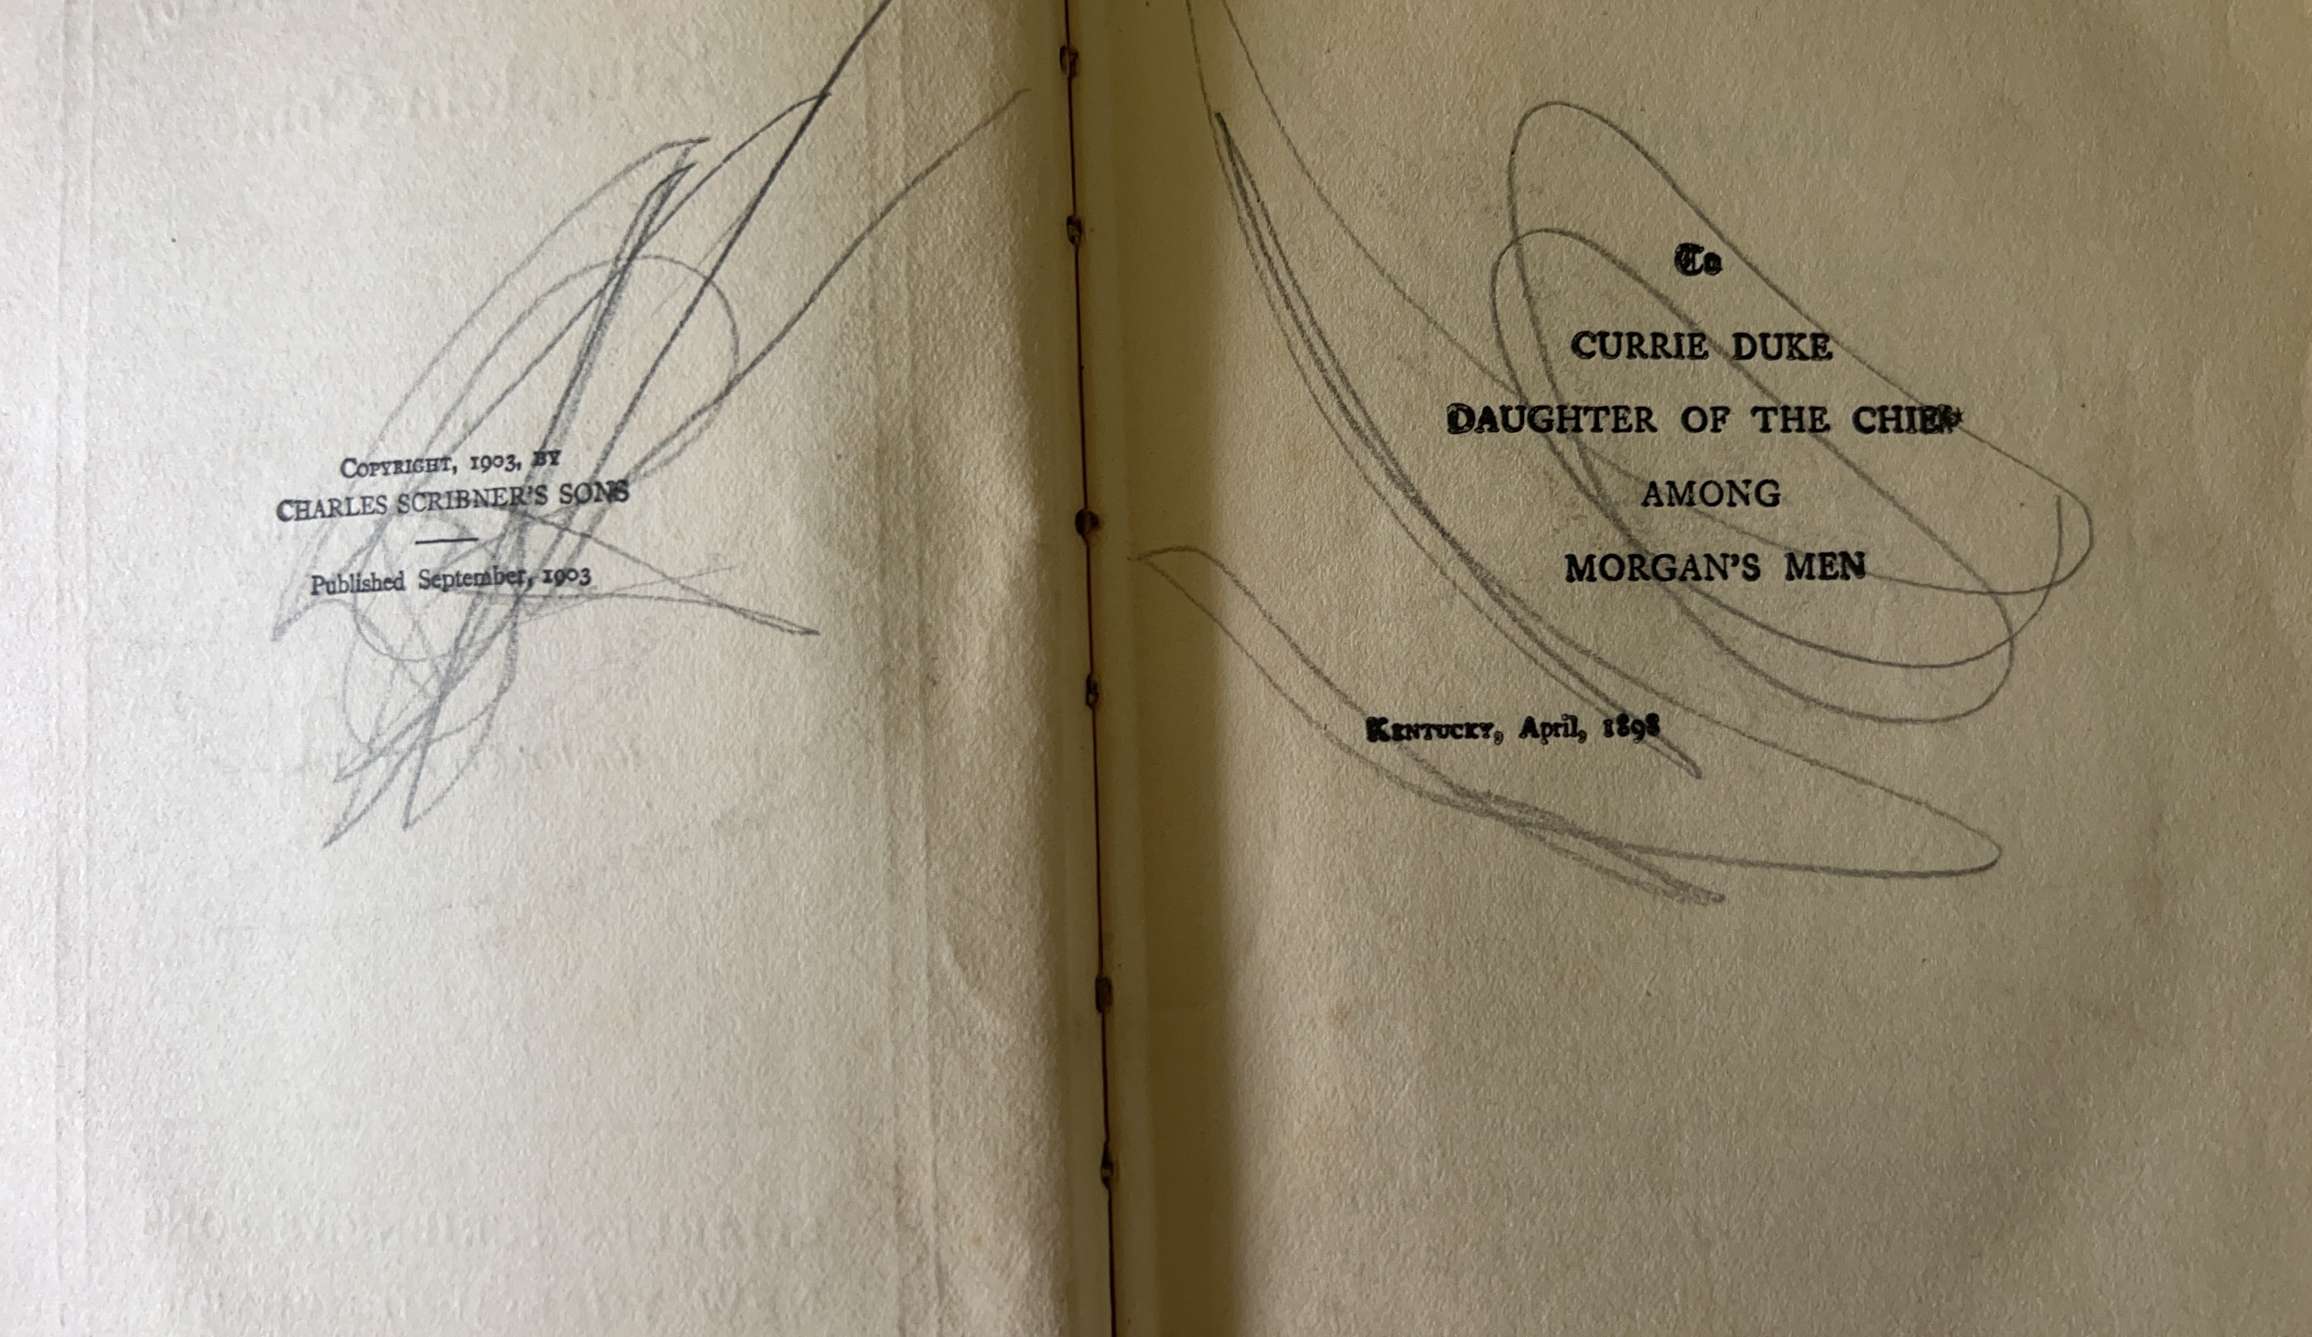 Copyright, 1903, by
CHARLES SCRIBNER'S SONS
Published September, 1903
To
CURRIE DUKE
DAUGHTER OF THE CHIEF
AMONG
MORGAN'S MEN
Kentucky, April, 1898